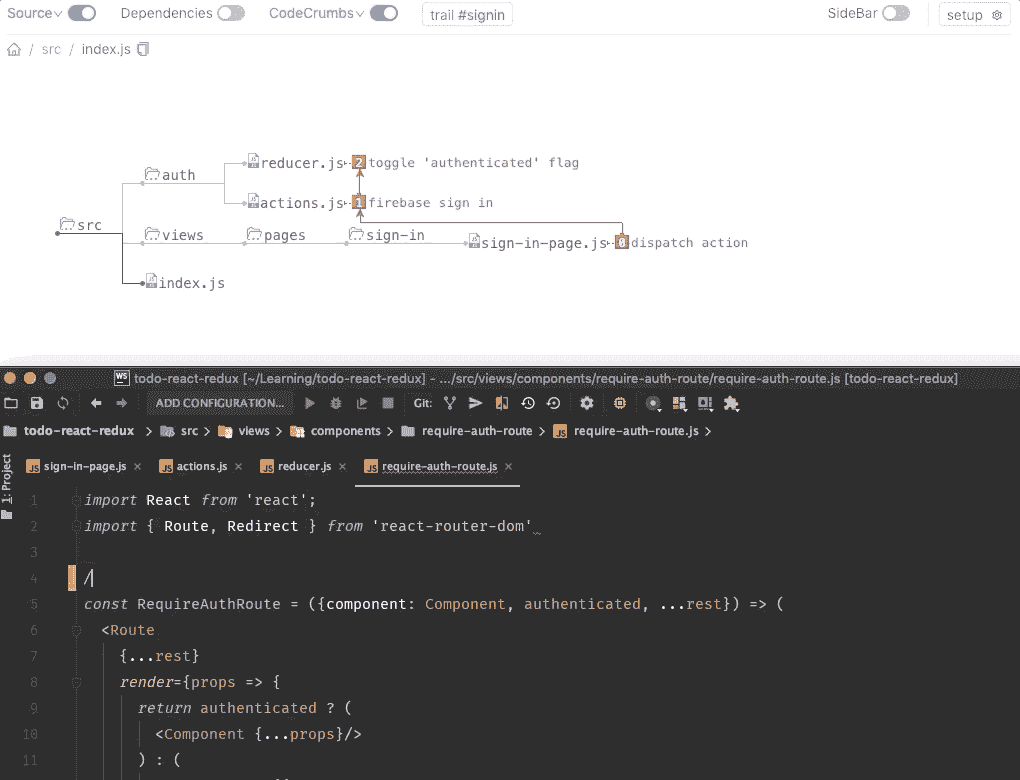 Source Dependencies CodeCrumbs trail #signin SideBar setup
/ src / index.js
reducer.js 2 toggle 'authenticated' flag
auth
actions.js 1 firebase sign in
src
views pages sign-in sign-in-page.js 0 dispatch action
index.js
WS todo-react-redux [~/Learning/todo-react-redux] - .../src/views/components/require-auth-route/require-auth-route.js [todo-react-redux]
ADD CONFIGURATION... Git:
todo-react-redux > src > views > components > require-auth-route > JS require-auth-route.js >
1: Project
JS sign-in-page.js × JS actions.js × JS reducer.js × JS require-auth-route.js ×
1 import React from 'react';
2 import { Route, Redirect } from 'react-router-dom'
3
4 /
5 const RequireAuthRoute = ({component: Component, authenticated, ...rest}) => (
6 <Route
7 {...rest}
8 render={props => {
9 return authenticated ? (
10 <Component {...props}/>
11 ) : (